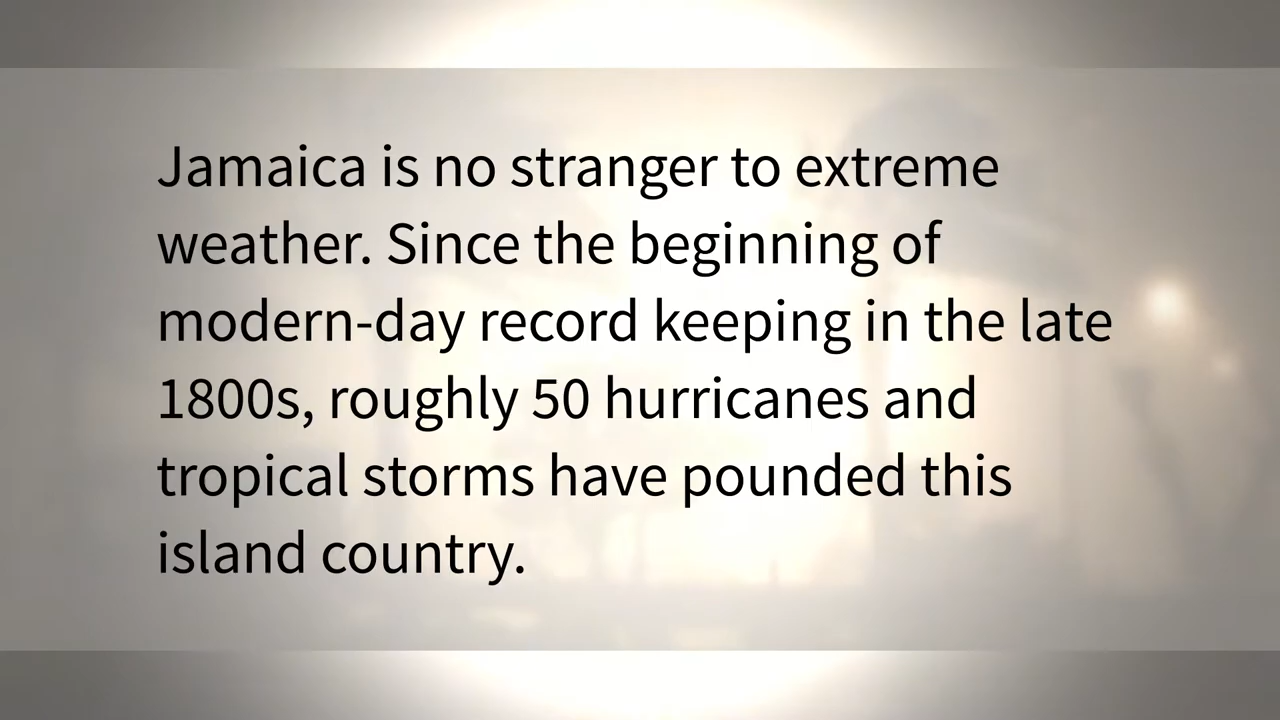 Jamaica is no stranger to extreme
weather. Since the beginning of
modern-day record keeping in the late
1800s, roughly 50 hurricanes and
tropical storms have pounded this
island country.